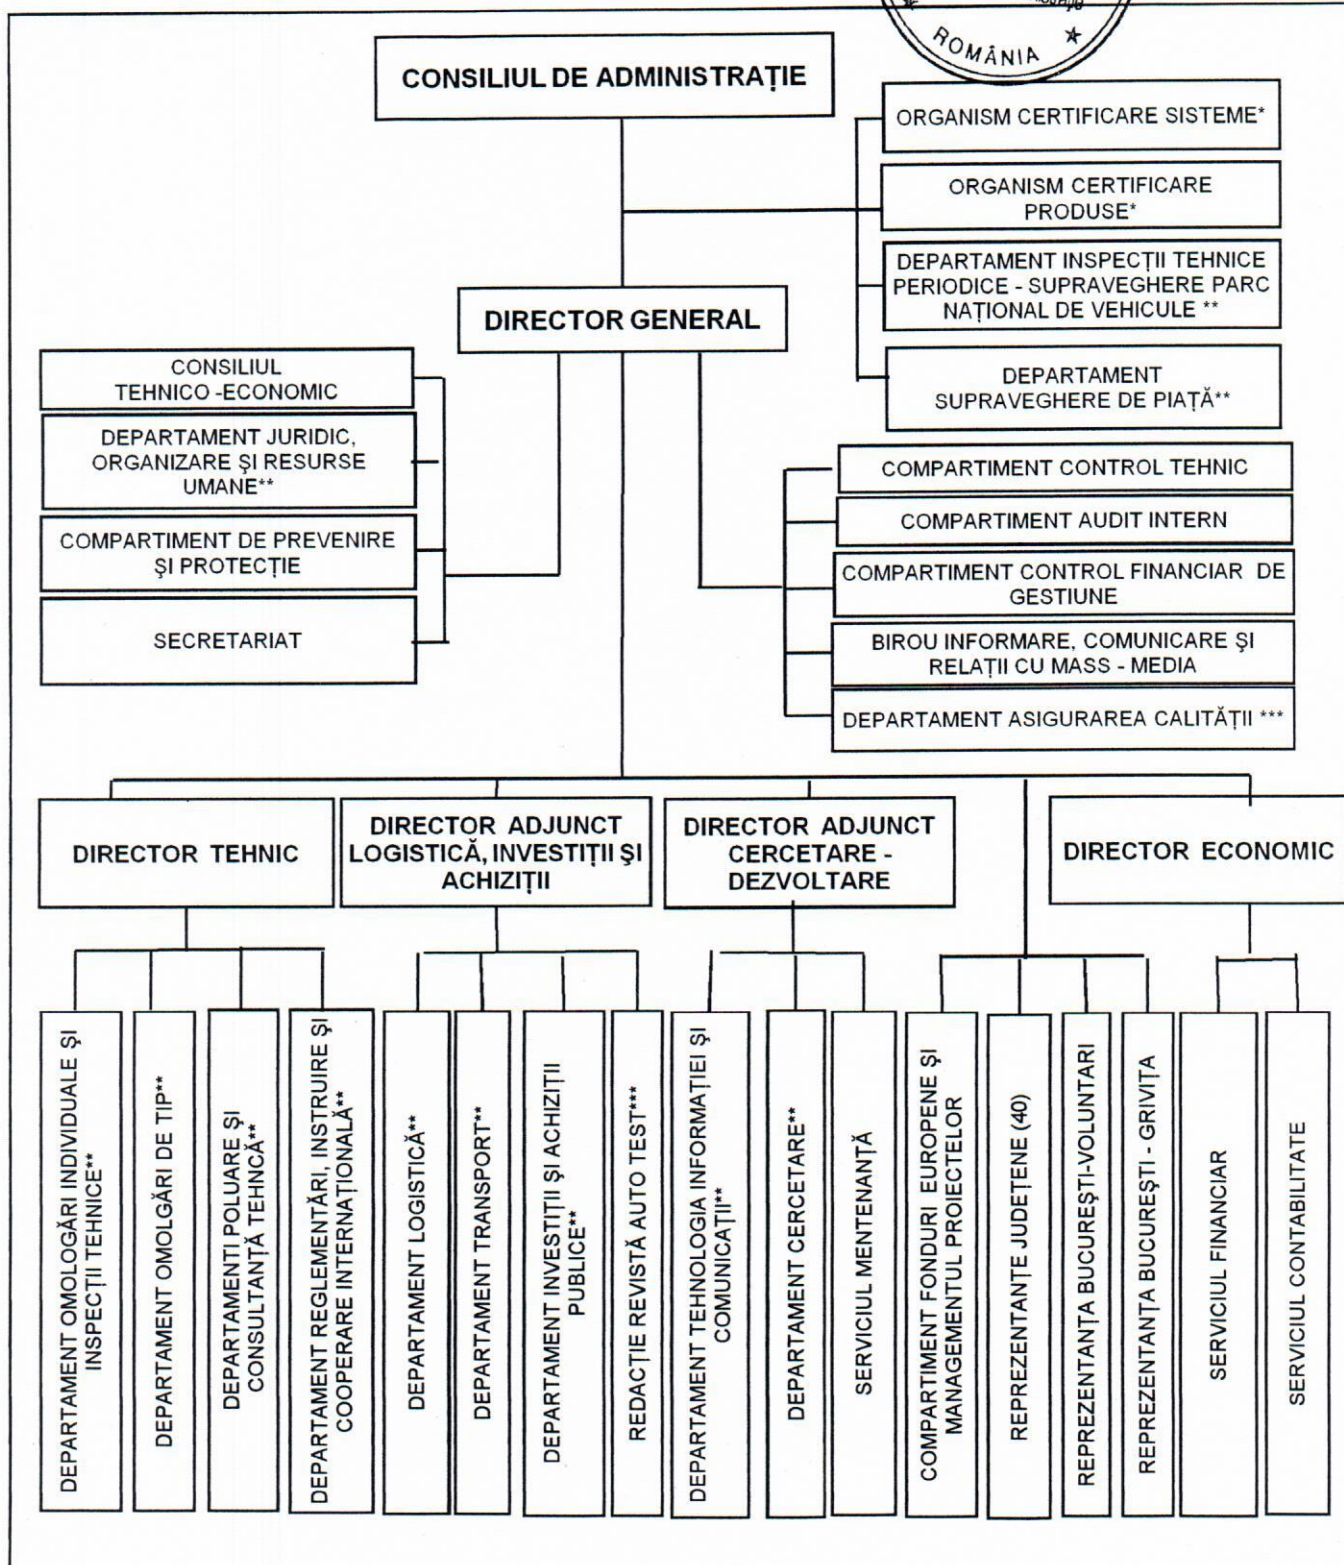 ROMÂNIA
CONSILIUL DE ADMINISTRAȚIE
ORGANISM CERTIFICARE SISTEME*
ORGANISM CERTIFICARE
PRODUSE*
DEPARTAMENT INSPECȚII TEHNICE
PERIODICE - SUPRAVEGHERE PARC
NAȚIONAL DE VEHICULE **
DEPARTAMENT
SUPRAVEGHERE DE PIAȚĂ**
DIRECTOR GENERAL
CONSILIUL
TEHNICO -ECONOMIC
DEPARTAMENT JURIDIC,
ORGANIZARE ŞI RESURSE
UMANE**
COMPARTIMENT DE PREVENIRE
ŞI PROTECȚIE
SECRETARIAT
COMPARTIMENT CONTROL TEHNIC
COMPARTIMENT AUDIT INTERN
COMPARTIMENT CONTROL FINANCIAR DE
GESTIUNE
BIROU INFORMARE, COMUNICARE ŞI
RELAȚII CU MASS - MEDIA
DEPARTAMENT ASIGURAREA CALITĂȚII ***
DIRECTOR TEHNIC
DIRECTOR ADJUNCT
LOGISTICĂ, INVESTIȚII ŞI
ACHIZIȚII
DIRECTOR ADJUNCT
CERCETARE -
DEZVOLTARE
DIRECTOR ECONOMIC
DEPARTAMENT OMOLOGĂRI INDIVIDUALE ŞI
INSPECȚII TEHNICE**
DEPARTAMENT OMOLGĂRI DE TIP**
DEPARTAMENTI POLUARE ŞI
CONSULTANȚĂ TEHNCĂ**
DEPARTAMENT REGLEMENTĂRI, INSTRUIRE ŞI
COOPERARE INTERNAȚIONALĂ**
DEPARTAMENT LOGISTICĂ**
DEPARTAMENT TRANSPORT**
DEPARTAMENT INVESTIȚII ŞI ACHIZIȚII
PUBLICE**
REDACȚIE REVISTĂ AUTO TEST***
DEPARTAMENT TEHNOLOGIA INFORMAȚIEI ŞI
COMUNICAȚII**
DEPARTAMENT CERCETARE**
SERVICIUL MENTENANȚĂ
COMPARTIMENT FONDURI EUROPENE ŞI
MANAGEMENTUL PROIECTELOR
REPREZENTANȚE JUDEȚENE (40)
REPREZENTANȚA BUCUREŞTI-VOLUNTARI
REPREZENTANȚA BUCUREŞTI - GRIVIȚA
SERVICIUL FINANCIAR
SERVICIUL CONTABILITATE